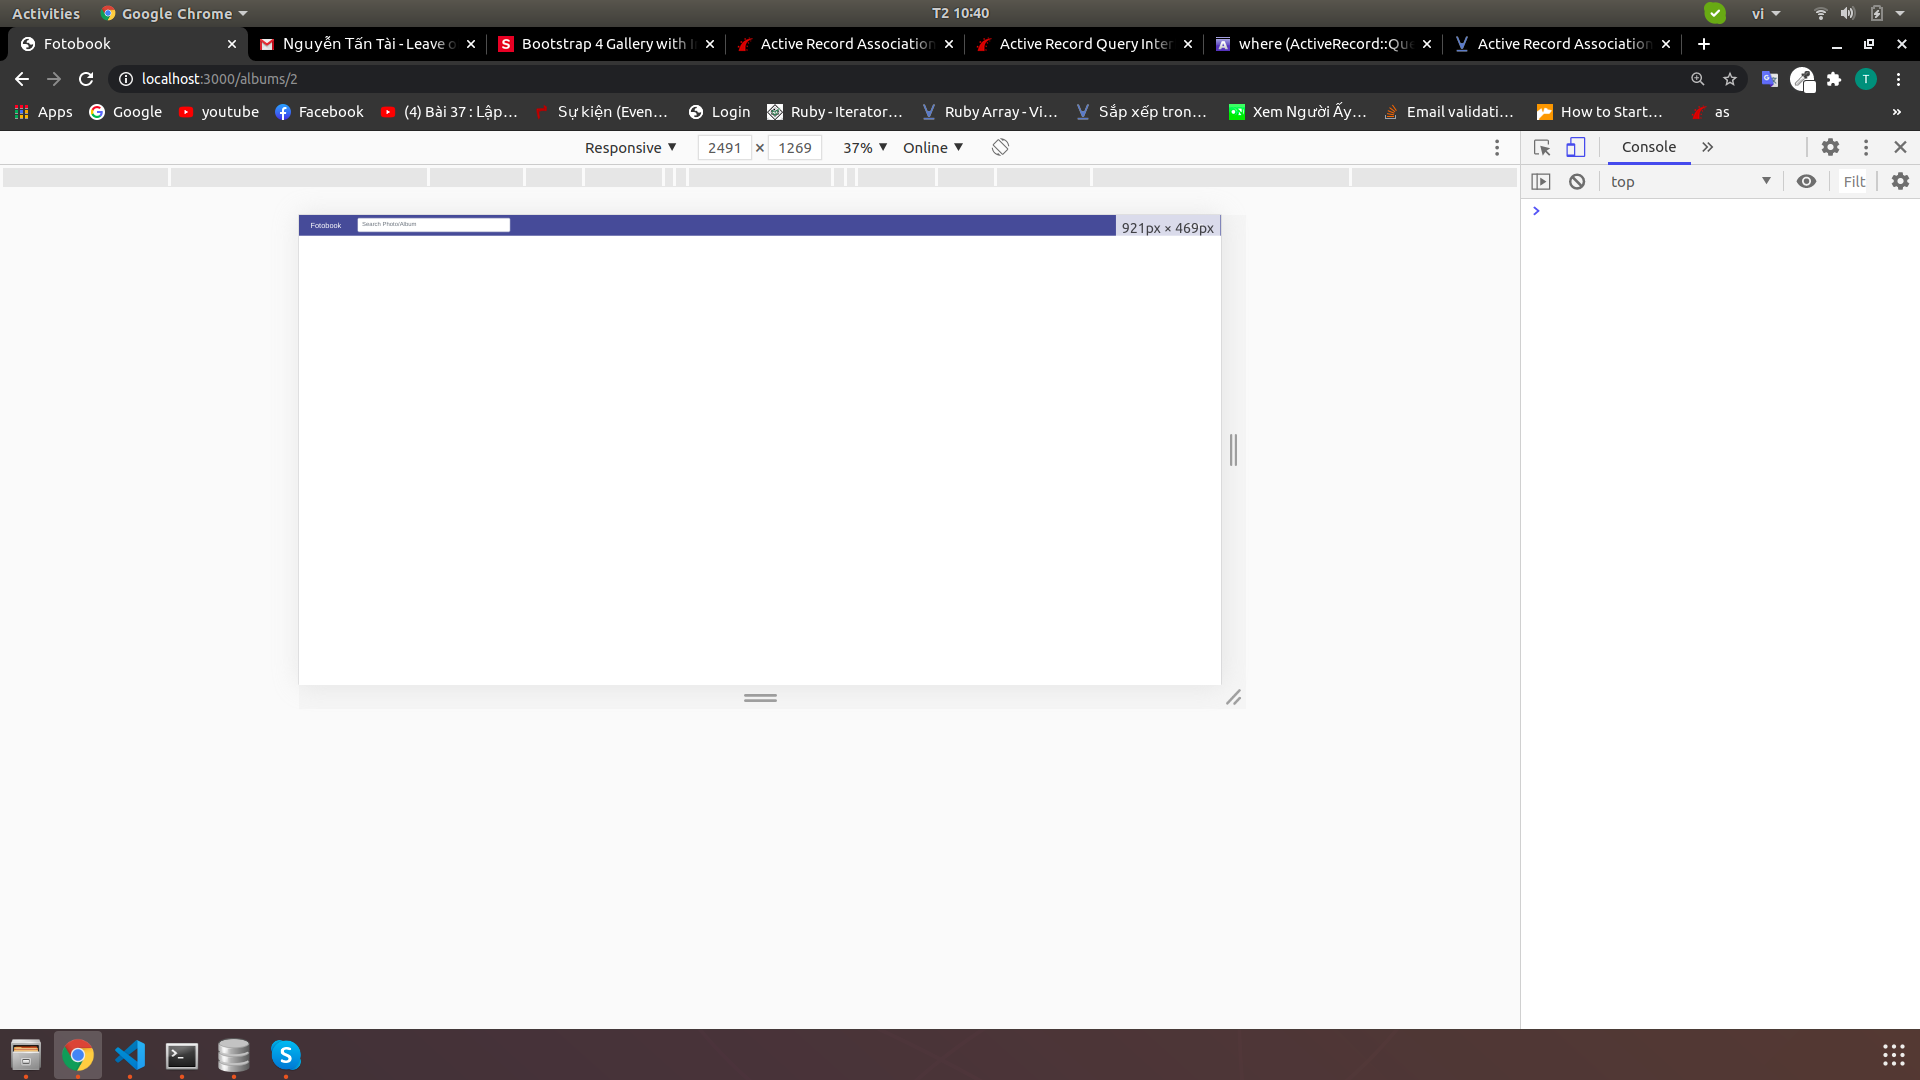 Activities Google Chrome T2 10:40 vi
Fotobook Nguyễn Tấn Tài - Leave o Bootstrap 4 Gallery with Active Record Association Active Record Query Inter where (ActiveRecord::Que Active Record Association
localhost:3000/albums/2 T
Apps Google youtube Facebook (4) Bài 37 : Lập... Sự kiện (Even... Login Ruby - Iterator... Ruby Array - Vi... Sắp xếp tron... Xem Người Ấy... Email validati... How to Start... as »
Responsive 2491 × 1269 37% Online Console
top Filt
Fotobook Search Photo/Album 921px × 469px